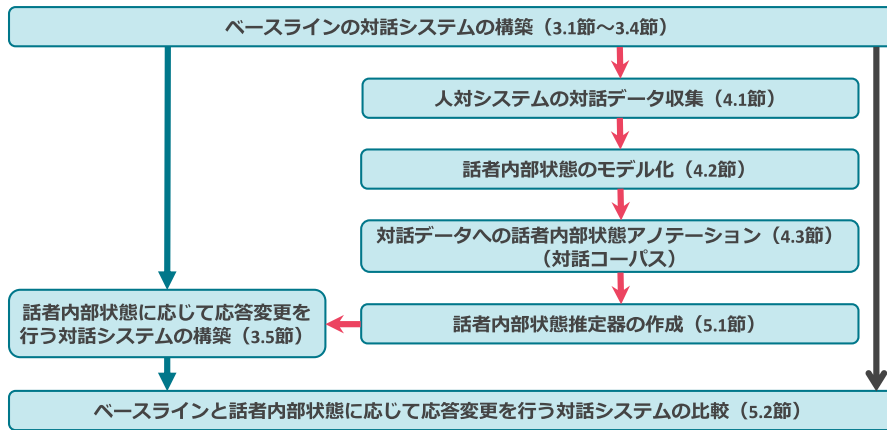 ベースラインの対話システムの構築（3.1節～3.4節）
人対システムの対話データ収集（4.1節）
話者内部状態のモデル化（4.2節）
対話データへの話者内部状態アノテーション（4.3節）
（対話コーパス）
話者内部状態に応じて応答変更を
行う対話システムの構築（3.5節）
話者内部状態推定器の作成（5.1節）
ベースラインと話者内部状態に応じて応答変更を行う対話システムの比較（5.2節）